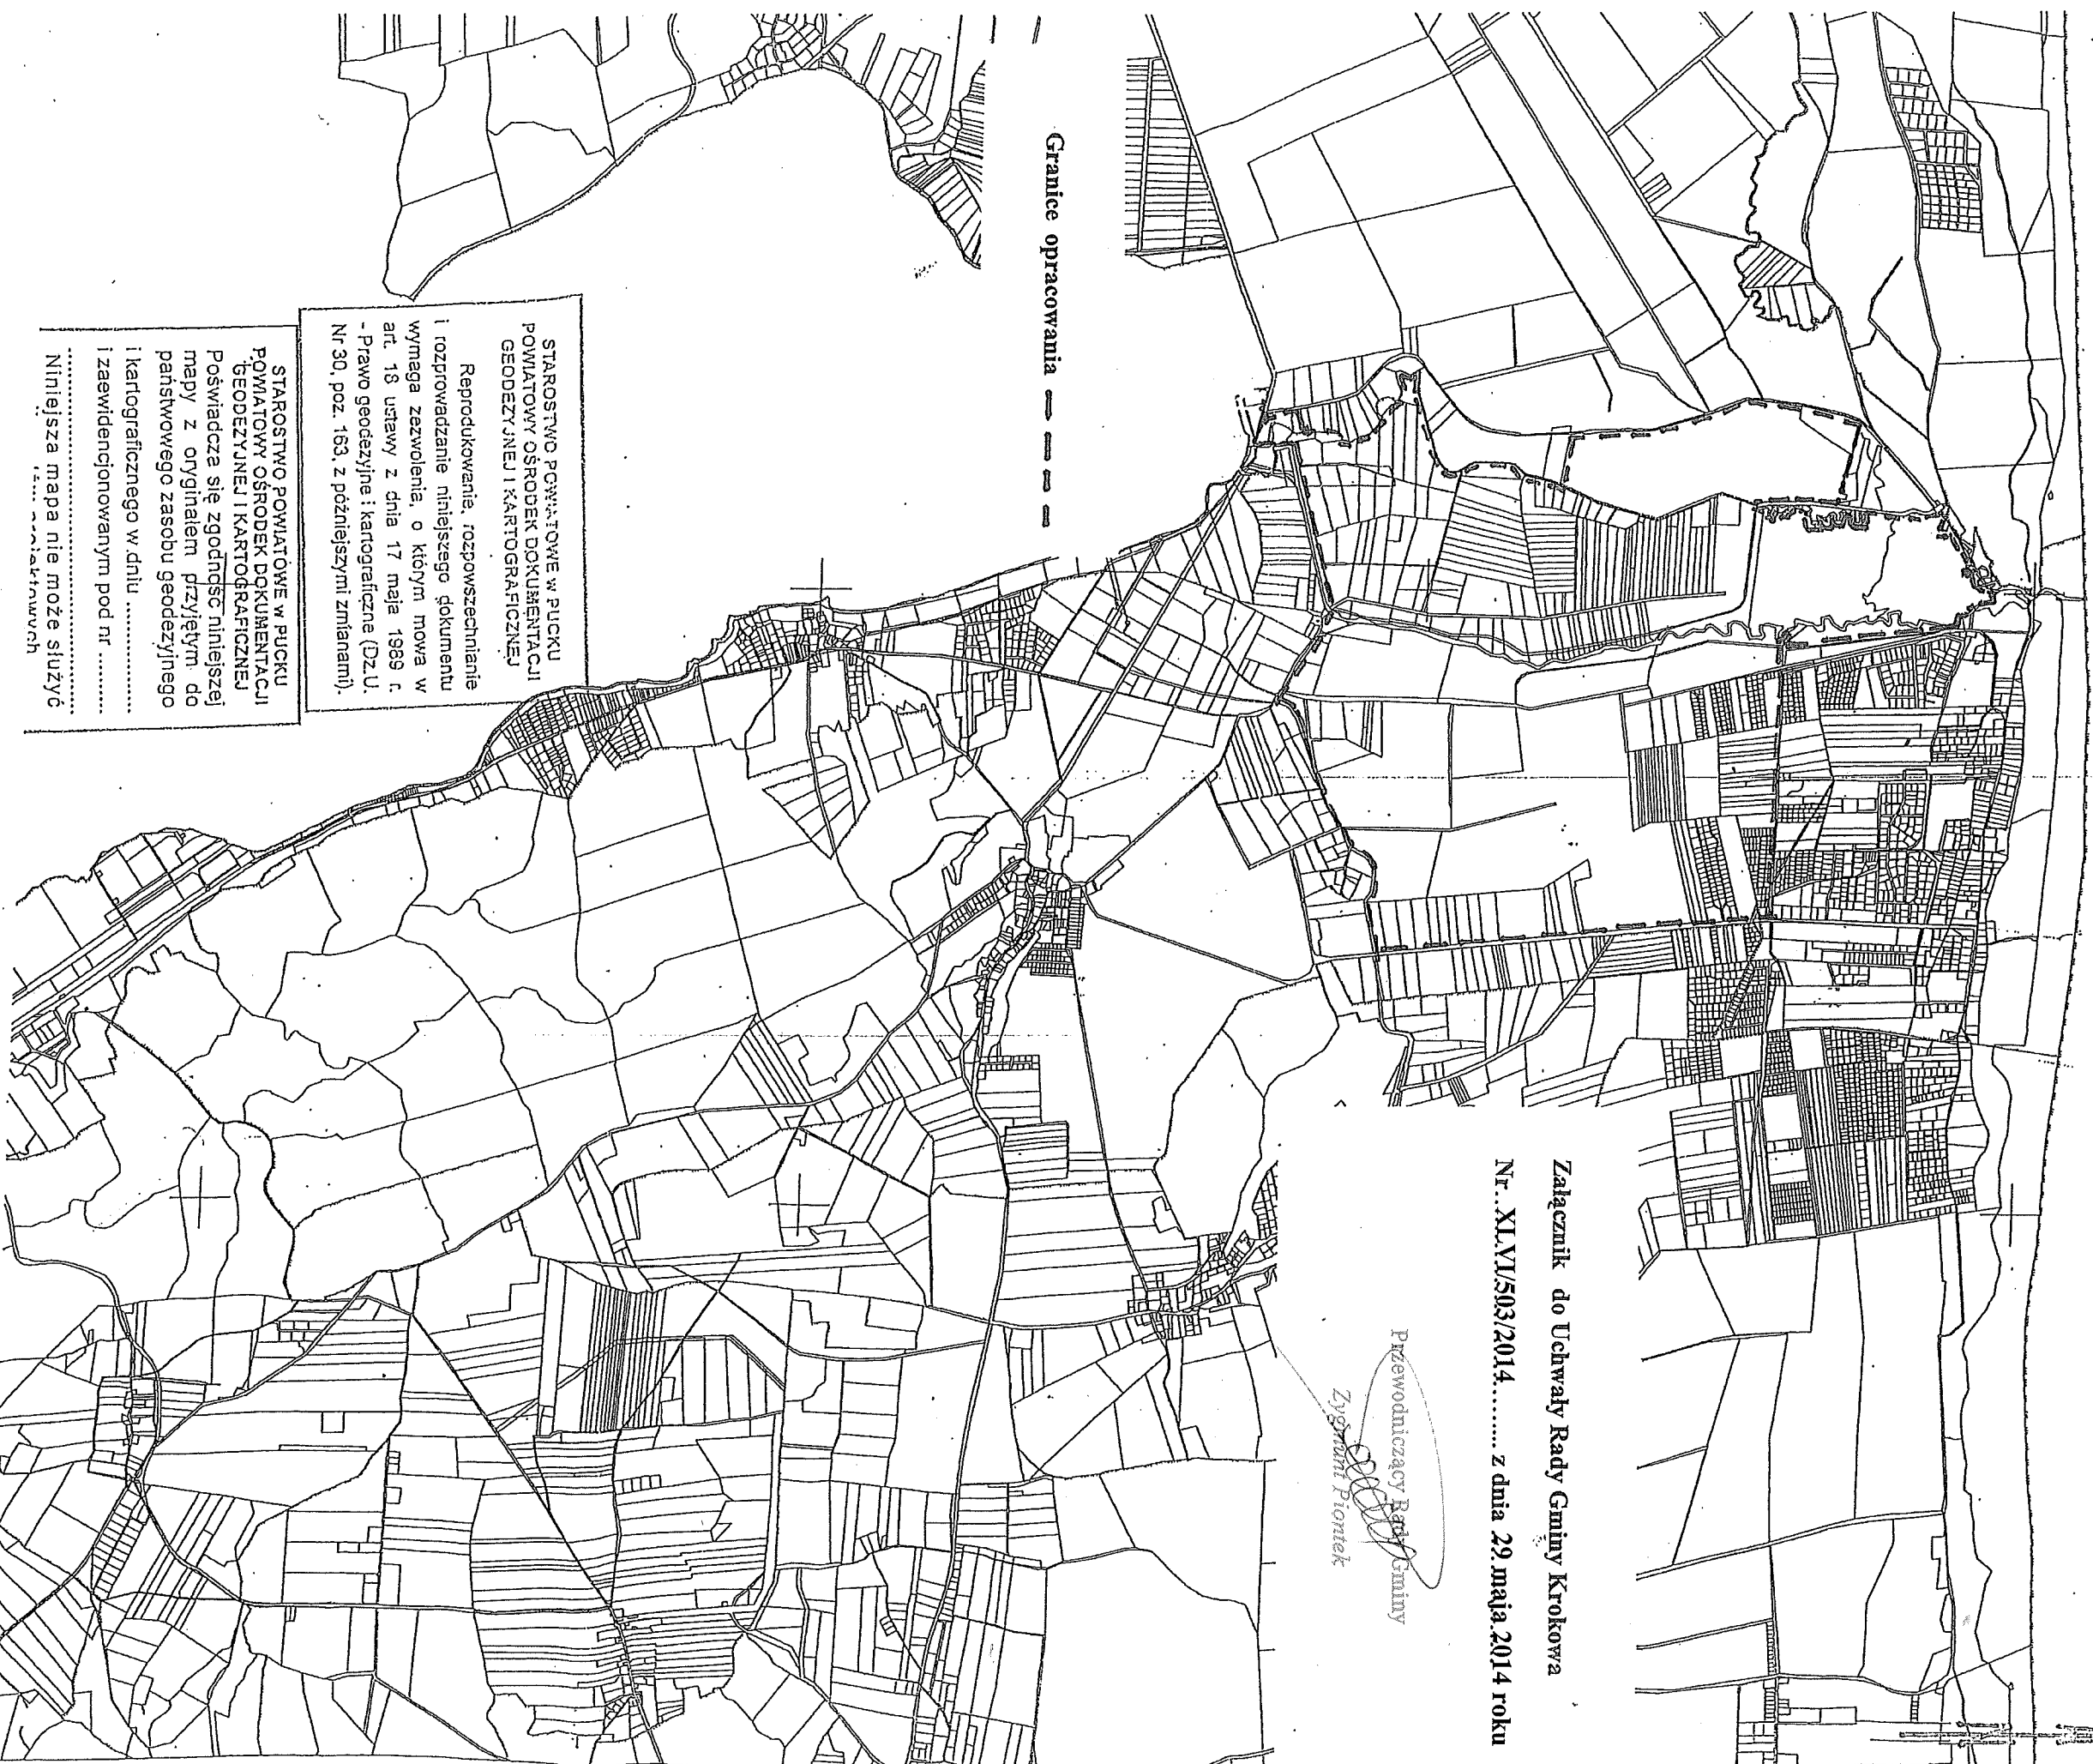 Załącznik do Uchwały Rady Gminy Krokowa
Nr...XLVI/503/2014......... z dnia 29.maja.2014 roku
Przewodniczący Rady Gminy
Zygmunt Piontek
Granice opracowania
STAROSTWO POWIATOWE w PUCKU
POWIATOWY OŚRODEK DOKUMENTACJI
GEODEZYJNEJ I KARTOGRAFICZNEJ
Reprodukowanie, rozpowszechnianie
i rozprowadzanie niniejszego dokumentu
wymaga zezwolenia, o którym mowa w
art. 18 ustawy z dnia 17 maja 1989 r.
- Prawo geodezyjne i kartograficzne (Dz.U.
Nr 30, poz. 163, z późniejszymi zmianami).
STAROSTWO POWIATOWE w PUCKU
POWIATOWY OŚRODEK DOKUMENTACJI
GEODEZYJNEJ I KARTOGRAFICZNEJ
Poświadcza się zgodność niniejszej
mapy z oryginałem przyjętym do
państwowego zasobu geodezyjnego
i kartograficznego w dniu ................
i zaewidencjonowanym pod nr .........
Niniejsza mapa nie może służyć